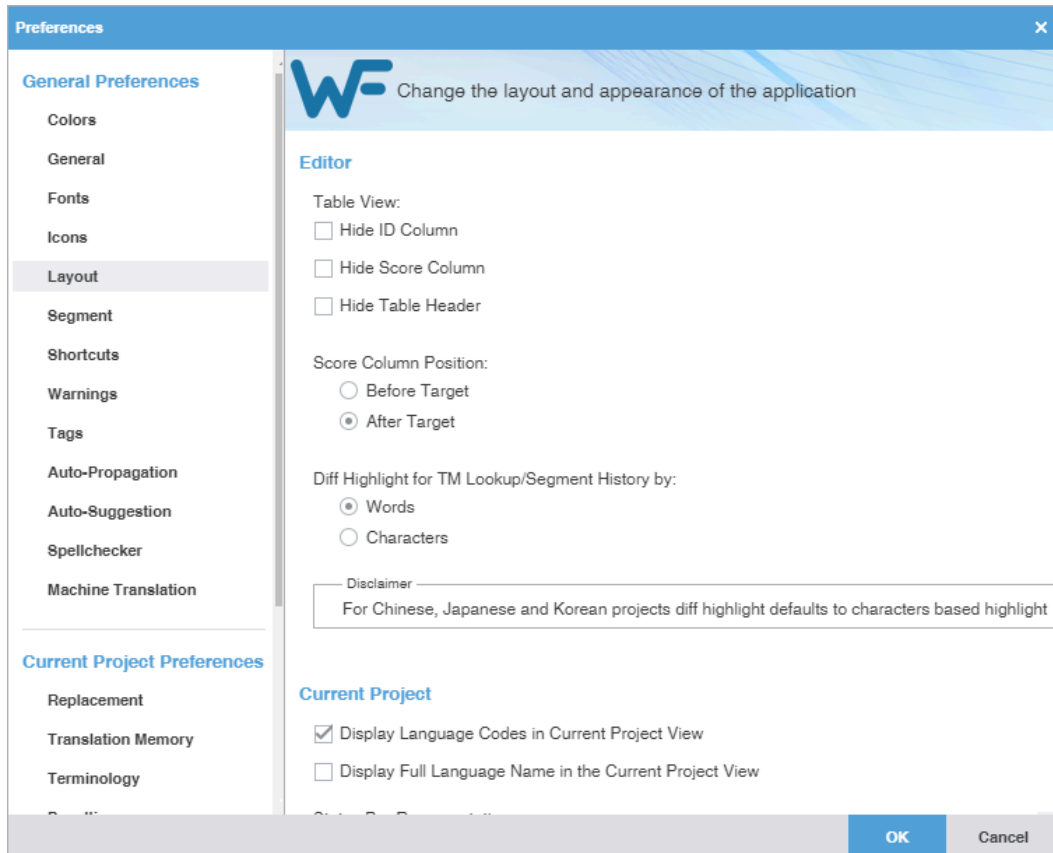 Preferences
General Preferences
Colors
General
Fonts
Icons
Layout
Segment
Shortcuts
Warnings
Tags
Auto-Propagation
Auto-Suggestion
Spellchecker
Machine Translation
Current Project Preferences
Replacement
Translation Memory
Terminology
WF
Change the layout and appearance of the application
Editor
Table View:
Hide ID Column
Hide Score Column
Hide Table Header
Score Column Position:
Before Target
After Target
Diff Highlight for TM Lookup/Segment History by:
Words
Characters
Disclaimer
For Chinese, Japanese and Korean projects diff highlight defaults to characters based highlight
Current Project
Display Language Codes in Current Project View
Display Full Language Name in the Current Project View
OK
Cancel